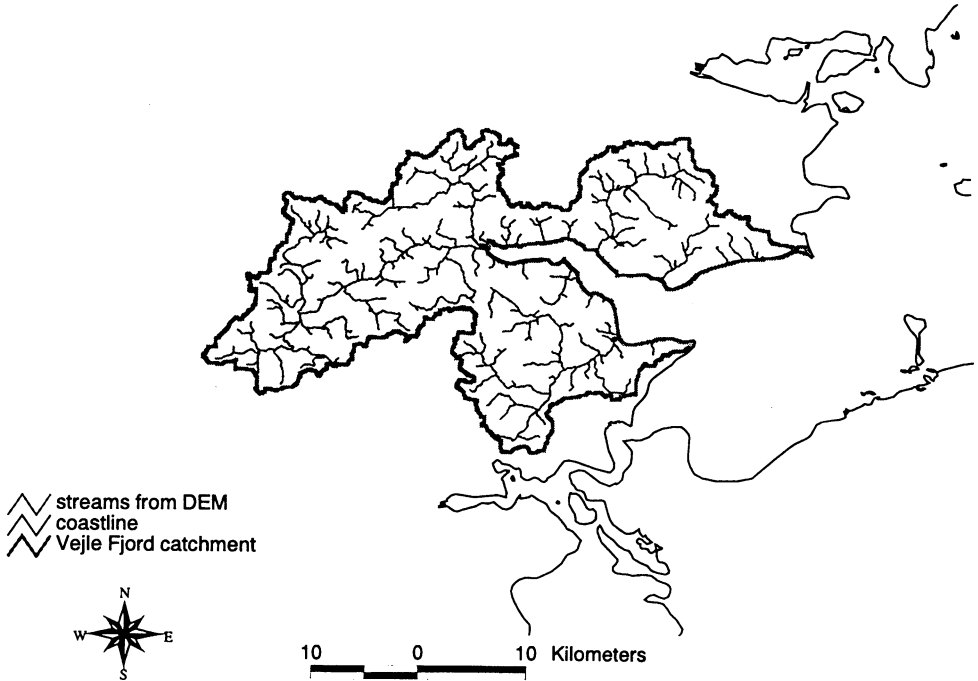 streams from DEM
coastline
Vejle Fjord catchment
N
W E
S
10 0 10 Kilometers